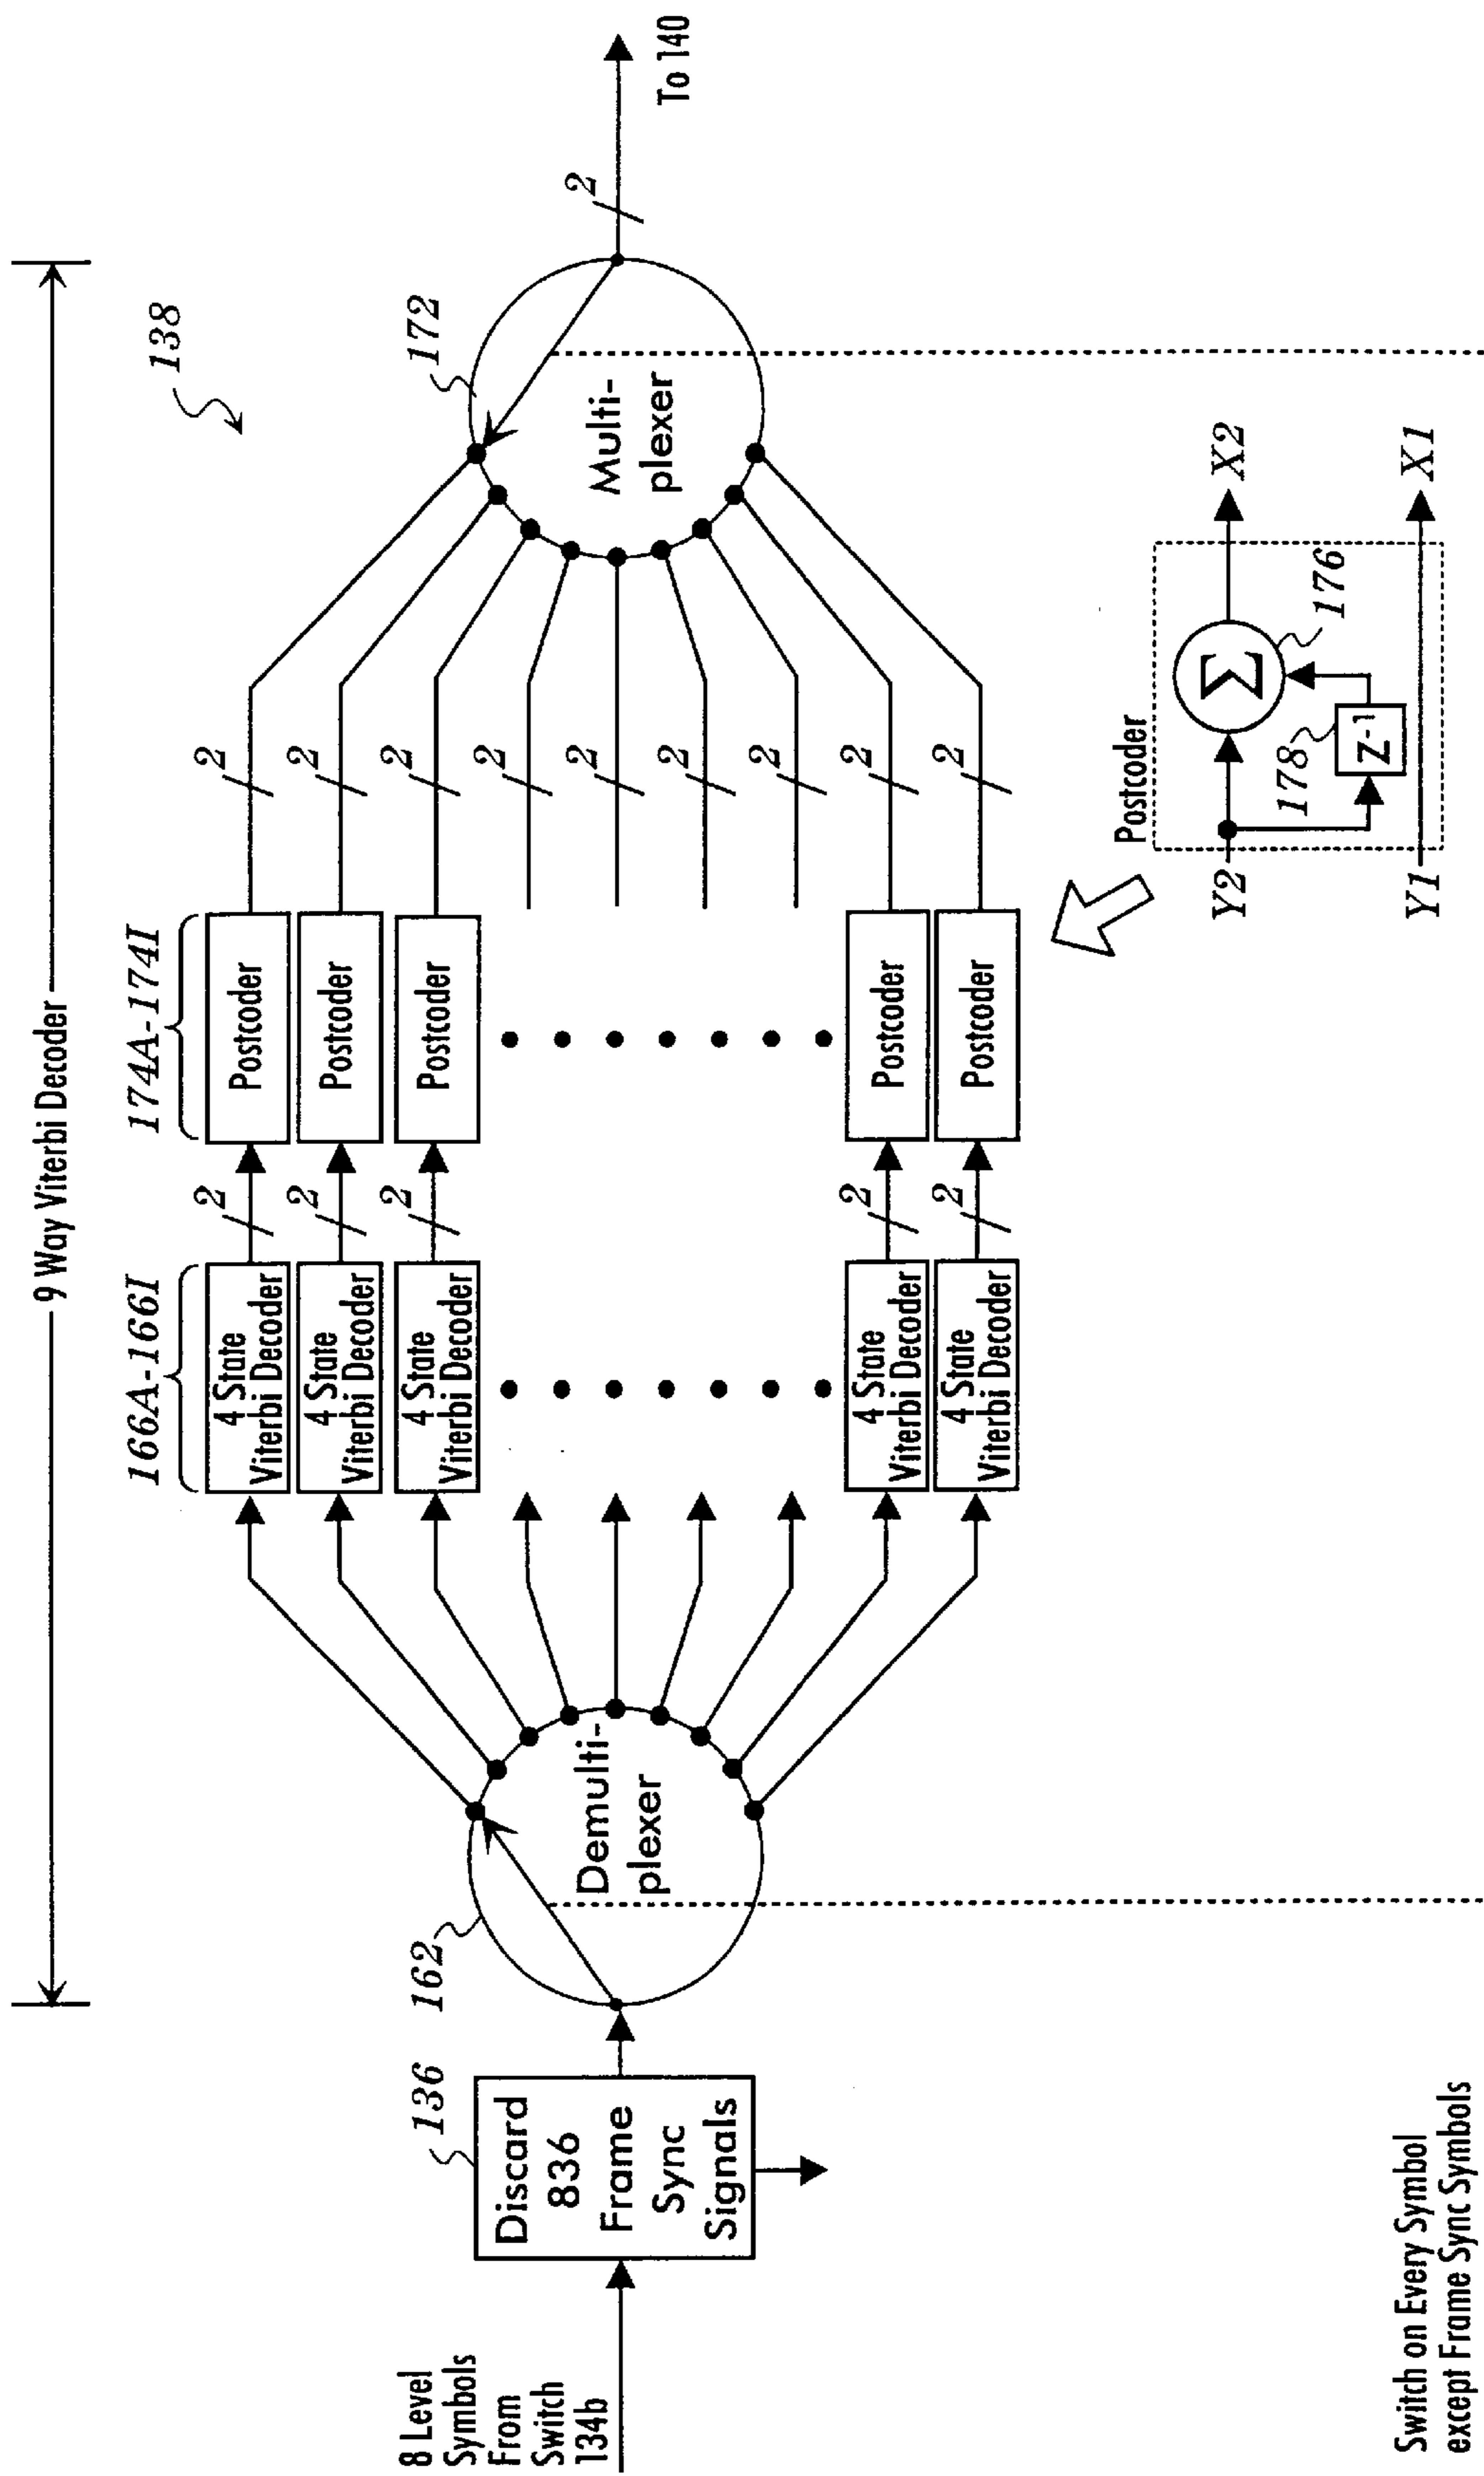 9 Way Viterbi Decoder
138
166A-166I
174A-174I
4 State
Viterbi Decoder
2
Postcoder
2
4 State
Viterbi Decoder
2
Postcoder
2
4 State
Viterbi Decoder
2
Postcoder
2
2
2
2
2
4 State
Viterbi Decoder
2
Postcoder
2
4 State
Viterbi Decoder
2
Postcoder
2
8 Level
Symbols
From
Switch
134b
136
Discard
836
Frame
Sync
Signals
162
Demulti-
plexer
172
Multi-
plexer
2
To 140
Postcoder
Y2
Σ
X2
176
178
Z-1
Y1
X1
Switch on Every Symbol
except Frame Sync Symbols